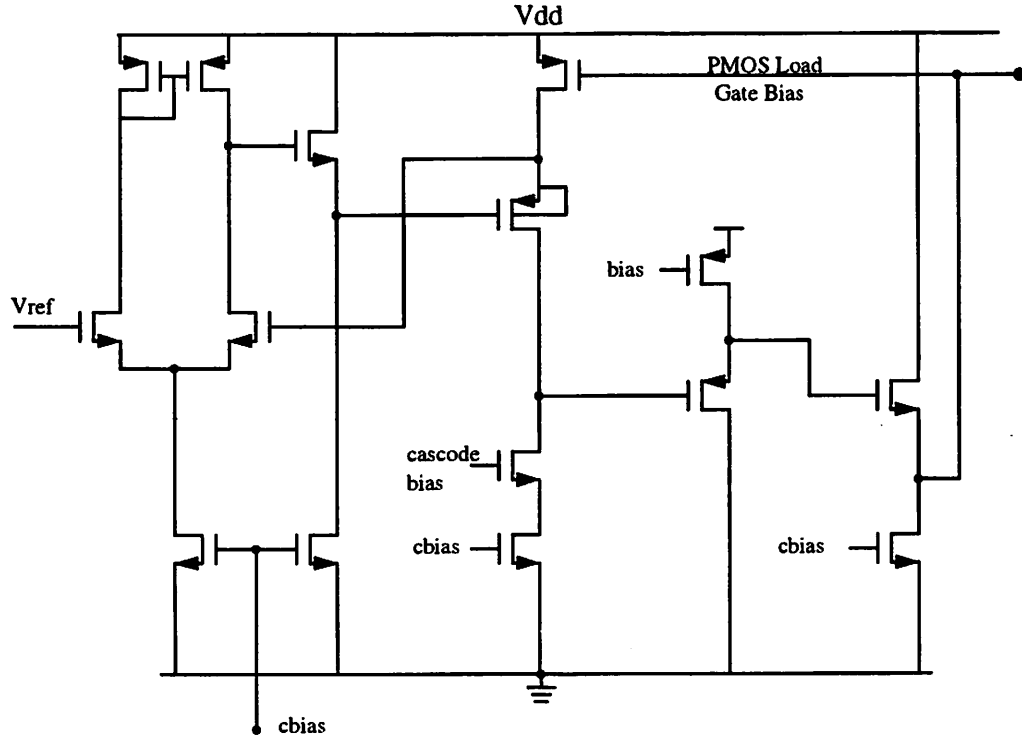 Vdd
PMOS Load
Gate Bias
bias
Vref
cascode
bias
cbias
cbias
cbias